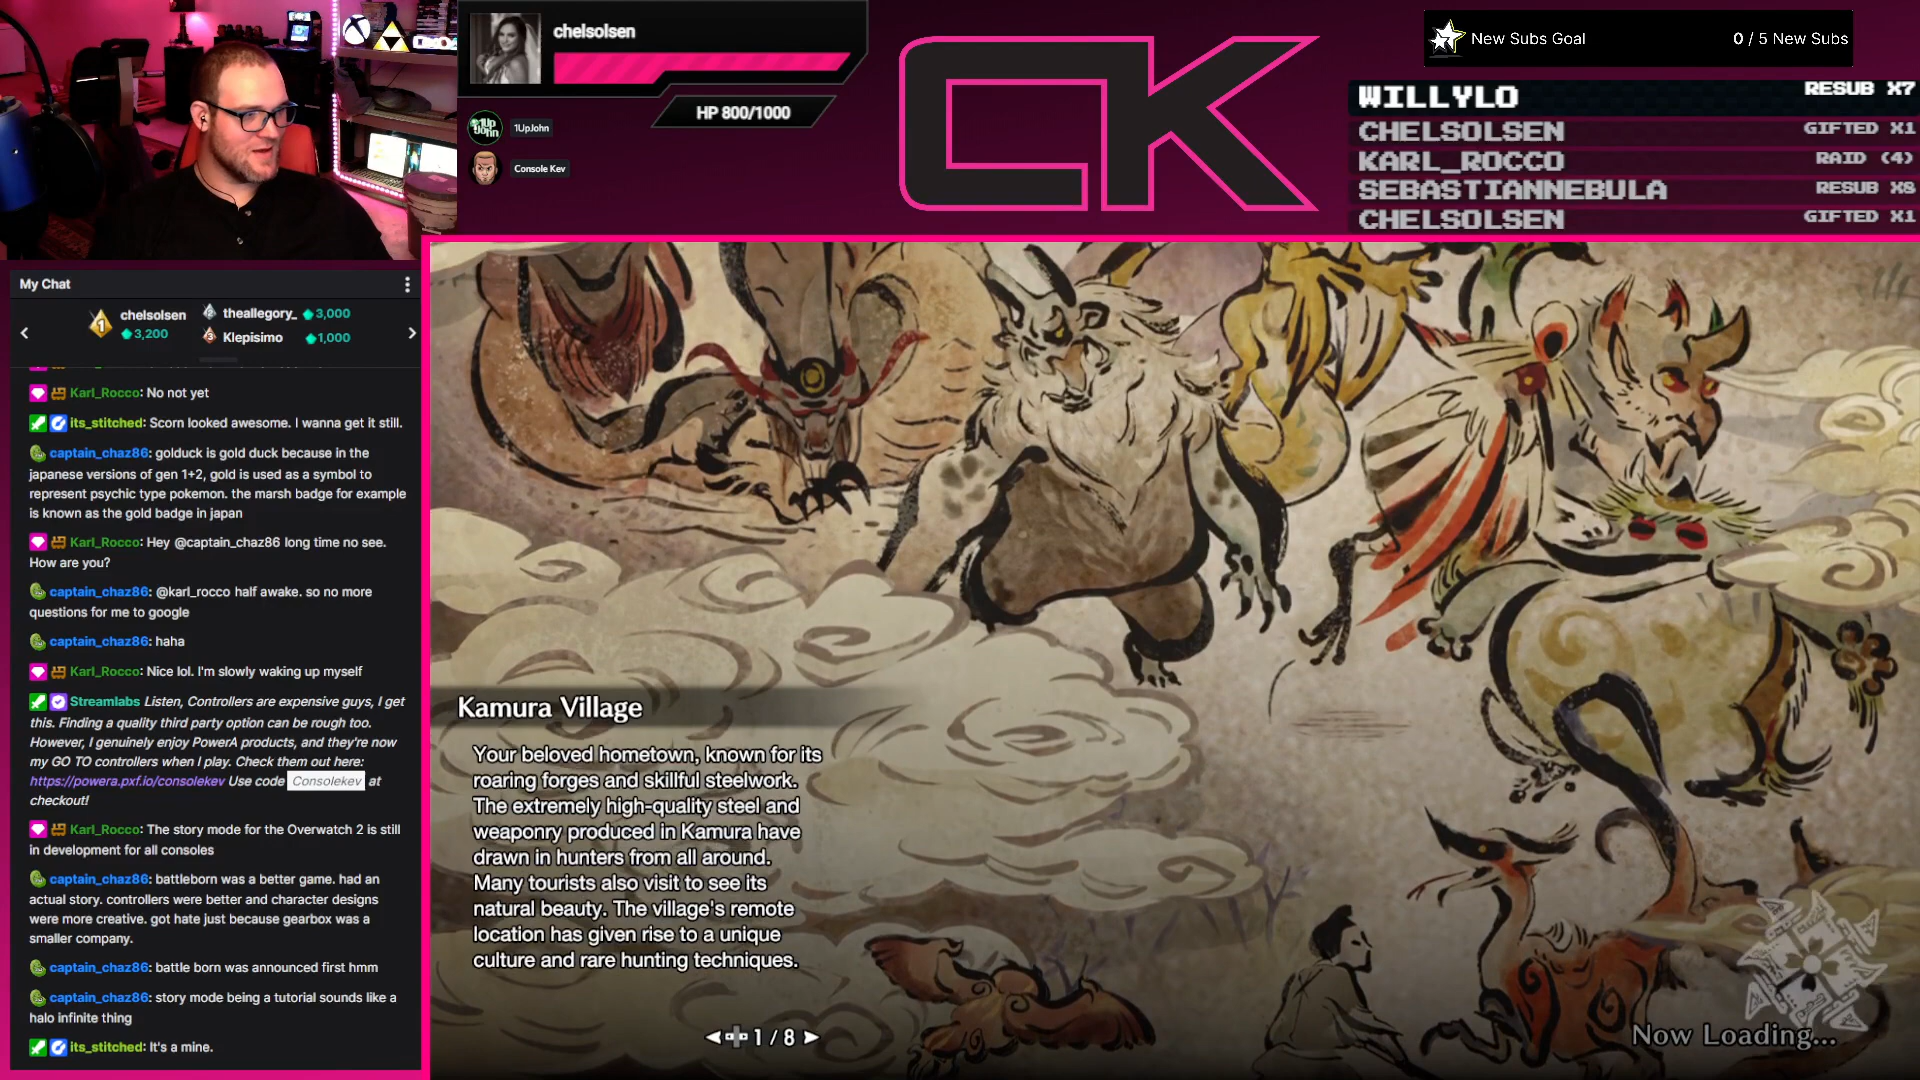 chelsolsen
HP 800/1000
1UpJohn
Console Kev
CK
New Subs Goal
0 / 5 New Subs
WILLYLO
RESUB X7
CHELSOLSEN
GIFTED X1
KARL_ROCCO
RAID (4)
SEBASTIANNEBULA
RESUB X8
CHELSOLSEN
GIFTED X1
My Chat
1 chelsolsen
3,200
theallegory_ 3,000
Klepisimo 1,000
Karl_Rocco: No not yet
its_stitched: Scorn looked awesome. I wanna get it still.
captain_chaz86: golduck is gold duck because in the
japanese versions of gen 1+2, gold is used as a symbol to
represent psychic type pokemon. the marsh badge for example
is known as the gold badge in japan
Karl_Rocco: Hey @captain_chaz86 long time no see.
How are you?
captain_chaz86: @karl_rocco half awake. so no more
questions for me to google
captain_chaz86: haha
Karl_Rocco: Nice lol. I'm slowly waking up myself
Streamlabs Listen, Controllers are expensive guys, I get
this. Finding a quality third party option can be rough too.
However, I genuinely enjoy PowerA products, and they're now
my GO TO controllers when I play. Check them out here:
https://powera.pxf.io/consolekev Use code Consolekev at
checkout!
Karl_Rocco: The story mode for the Overwatch 2 is still
in development for all consoles
captain_chaz86: battleborn was a better game. had an
actual story. controllers were better and character designs
were more creative. got hate just because gearbox was a
smaller company.
captain_chaz86: battle born was announced first hmm
captain_chaz86: story mode being a tutorial sounds like a
halo infinite thing
its_stitched: It's a mine.
Kamura Village
Your beloved hometown, known for its
roaring forges and skillful steelwork.
The extremely high-quality steel and
weaponry produced in Kamura have
drawn in hunters from all around.
Many tourists also visit to see its
natural beauty. The village's remote
location has given rise to a unique
culture and rare hunting techniques.
1 / 8
Now Loading...